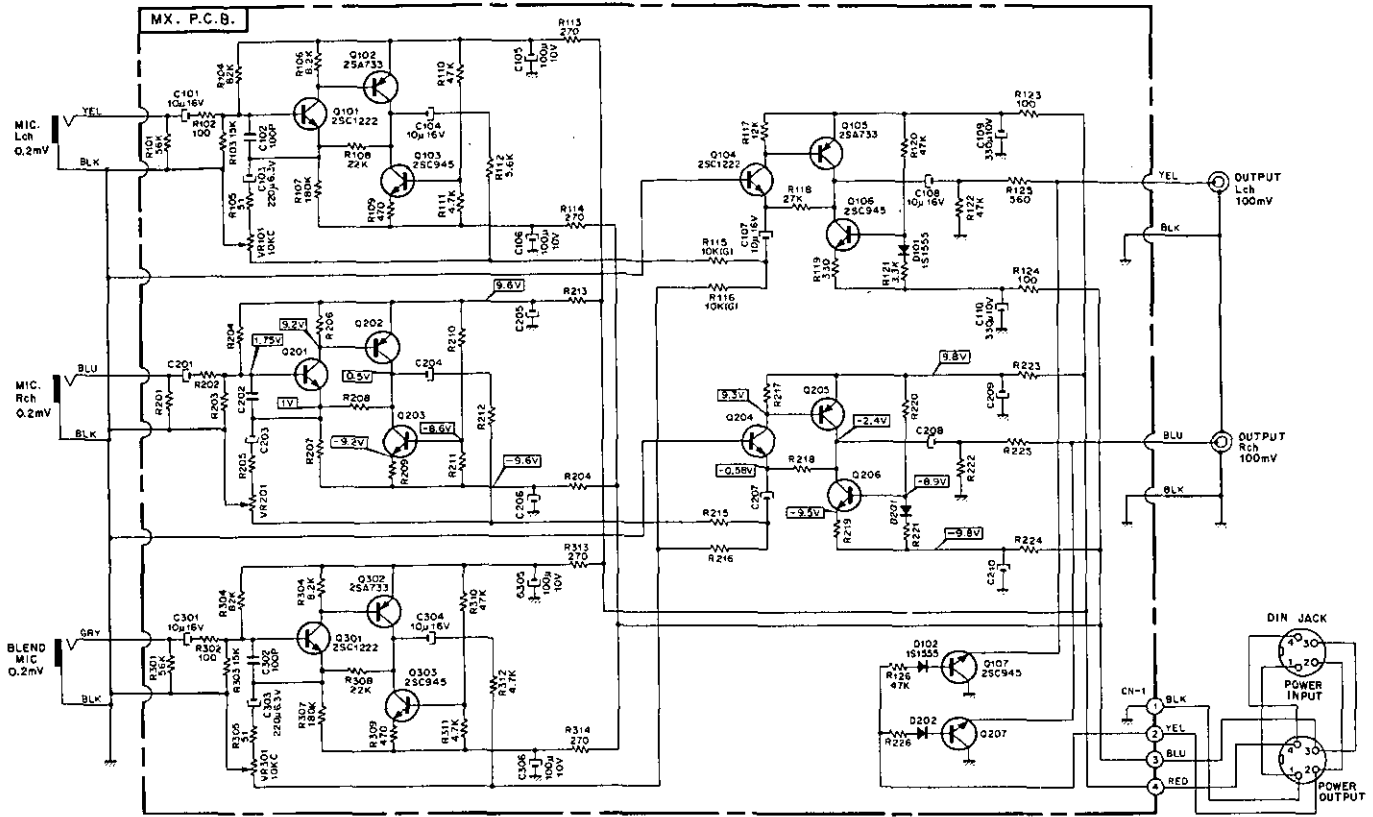 MX. P.C.B.
R113
270
R104
82K
R106
8.2K
Q102
2SA733
R110
47K
C105
100μ
10V
C101
10μ16V
YEL
MIC.
Lch
0.2mV
R101
56K
R102
100
R103 15K
C102
100P
Q101
2SC1222
C104
10μ16V
R108
22K
Q103
2SC945
R112
5.6K
BLK
C103
220μ6.3V
R105
51
VR101
10KC
R107
180K
R109
470
R111
4.7K
R114
270
C106
100μ
10V
R123
100
R117
12K
Q105
2SA733
R120
47K
C109
330μ10V
Q104
2SC1222
R118
27K
C108
10μ16V
R122
47K
R125
560
YEL
OUTPUT
Lch
100mV
Q106
2SC945
C107
10μ16V
D101
1S1555
BLK
R115
10K(G)
R116
10K(G)
R119
330
R121
3.3K
R124
100
C110
330μ10V
9.6V
R213
R204
9.2V
R206
Q202
R210
C205
1.75V
Q201
C201
BLU
MIC.
Rch
0.2mV
R201
R202
R203
C202
0.5V
C204
1V
R208
Q203
R212
BLK
C203
R205
VR201
R207
-9.2V
R209
-8.6V
R211
-9.6V
R204
C206
9.8V
R223
R217
Q205
9.3V
R220
C209
Q204
-2.4V
C208
R218
R222
R225
BLU
OUTPUT
Rch
100mV
-0.58V
Q206
C207
-8.9V
D201
BLK
-9.5V
R219
R221
-9.8V
R224
C210
R215
R216
R313
270
R304
82K
R304
8.2K
Q302
2SA733
R310
47K
C305
100μ
10V
C301
10μ16V
GRY
BLEND
MIC
0.2mV
R301
56K
R302
100
R303 15K
C302
100P
Q301
2SC1222
C304
10μ16V
R308
22K
Q303
2SC945
R312
4.7K
BLK
C303
220μ6.3V
R305
51
VR301
10KC
R307
180K
R309
470
R311
4.7K
R314
270
C306
100μ
10V
D102
1S1555
R126
47K
Q107
2SC945
D202
R226
Q207
CN-1
1 BLK
2 YEL
3 BLU
4 RED
DIN JACK
4 3
1 2
POWER
INPUT
4 3
1 2
POWER
OUTPUT